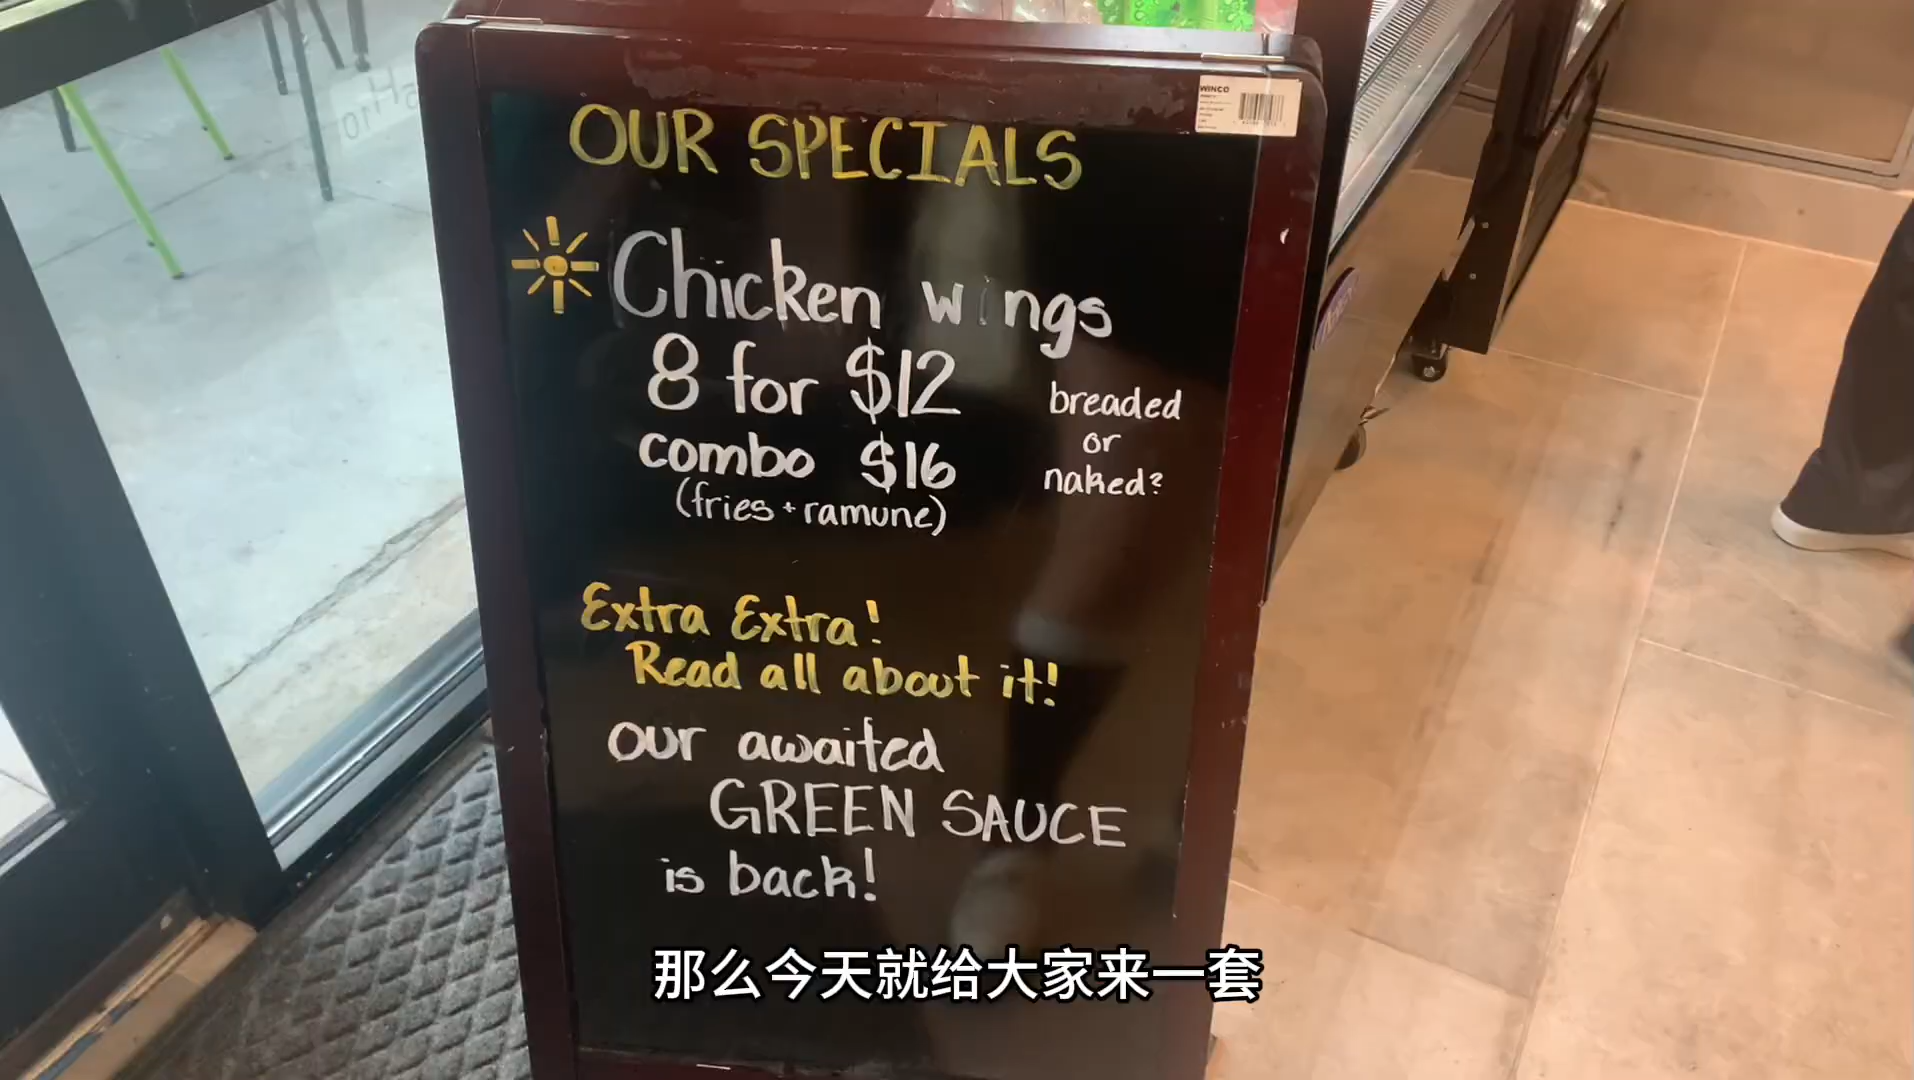 WINCO
OUR SPECIALS
Chicken wings
8 for $12
combo $16
(fries + ramune)
breaded
or
naked?
Extra Extra!
Read all about it!
our awaited
GREEN SAUCE
is back!
那么今天就给大家来一套